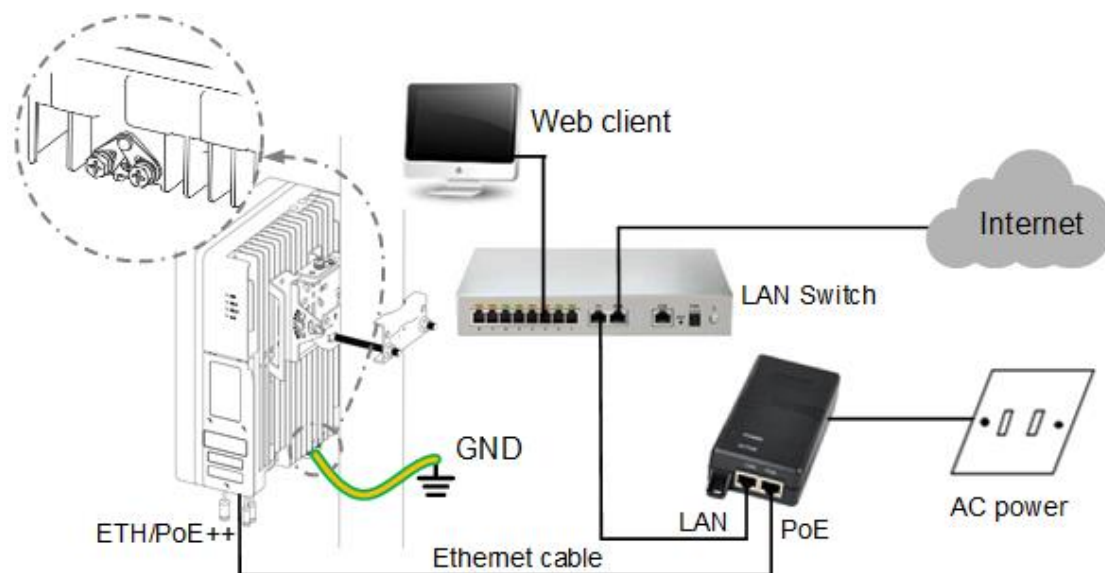 Web client
Internet
LAN Switch
GND
AC power
LAN
PoE
ETH/PoE++
Ethernet cable